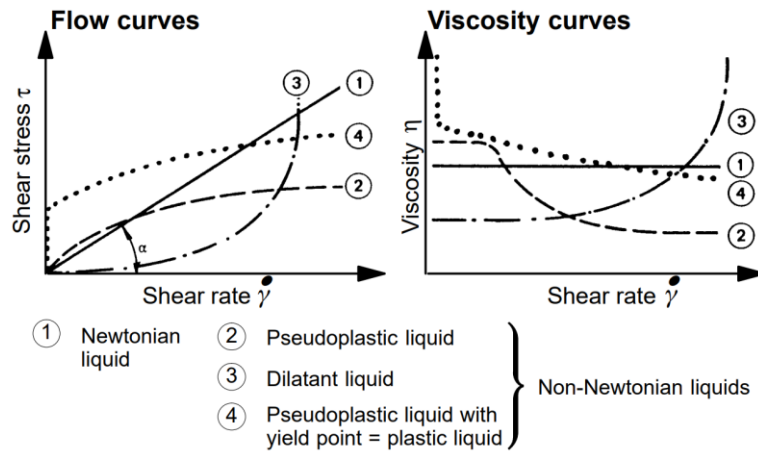 Flow curves
Shear stress τ
3
1
4
2
α
Shear rate γ̇
Viscosity curves
Viscosity η
3
1
4
2
Shear rate γ̇
1 Newtonian
liquid
2 Pseudoplastic liquid
3 Dilatant liquid
4 Pseudoplastic liquid with
yield point = plastic liquid
Non-Newtonian liquids